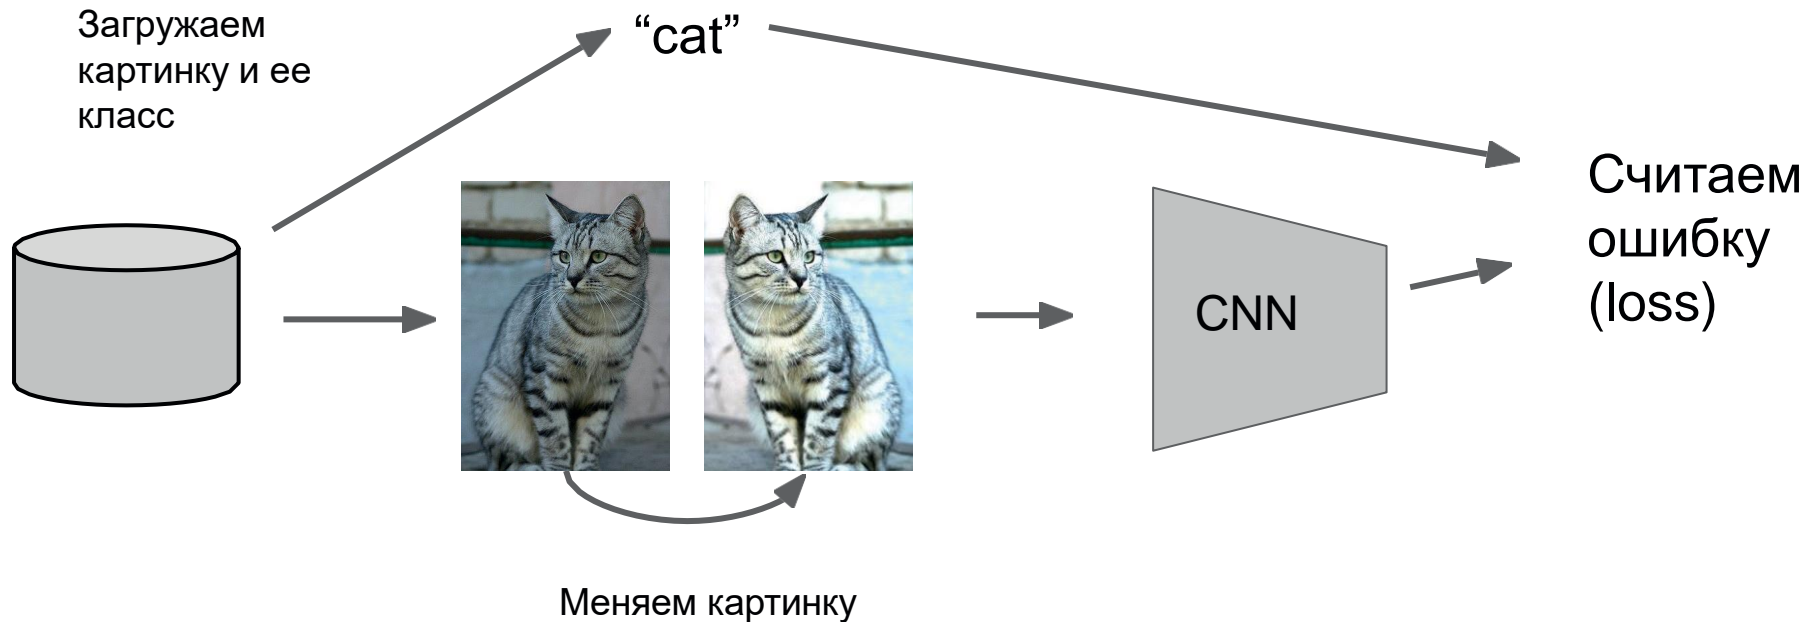 Загружаем
картинку и ее
класс
“cat”
CNN
Считаем
ошибку
(loss)
Меняем картинку